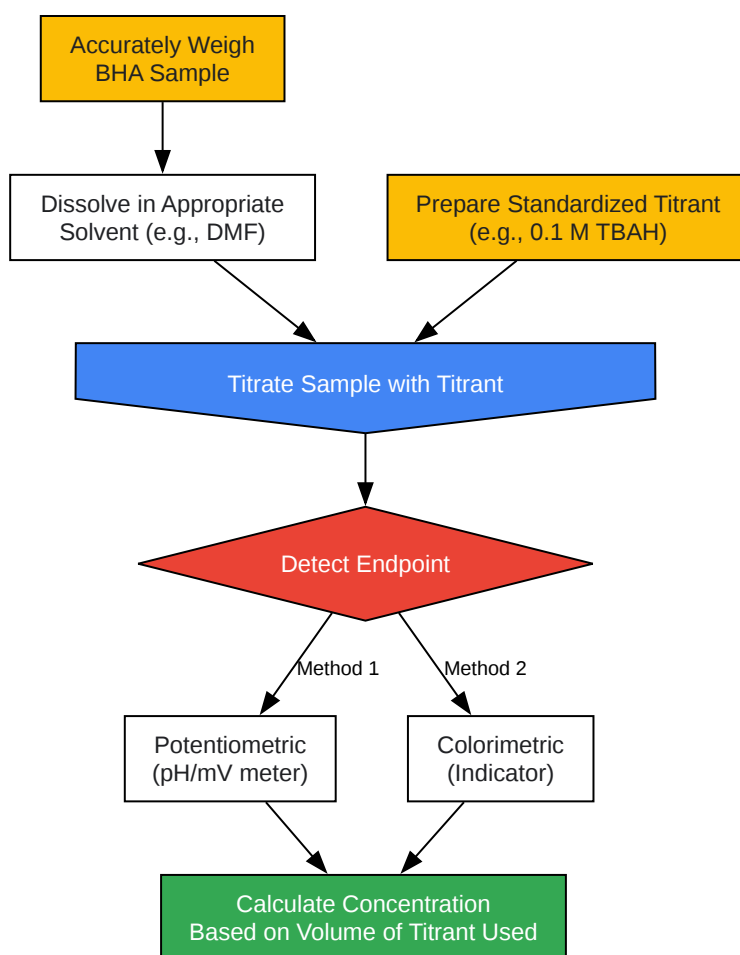 Accurately Weigh
BHA Sample
Dissolve in Appropriate
Solvent (e.g., DMF)
Prepare Standardized Titrant
(e.g., 0.1 M TBAH)
Titrate Sample with Titrant
Detect Endpoint
Method 1
Method 2
Potentiometric
(pH/mV meter)
Colorimetric
(Indicator)
Calculate Concentration
Based on Volume of Titrant Used